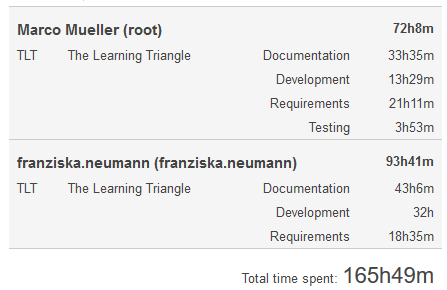 Marco Mueller (root) 72h8m
TLT The Learning Triangle Documentation 33h35m
Development 13h29m
Requirements 21h11m
Testing 3h53m
franziska.neumann (franziska.neumann) 93h41m
TLT The Learning Triangle Documentation 43h6m
Development 32h
Requirements 18h35m
Total time spent: 165h49m